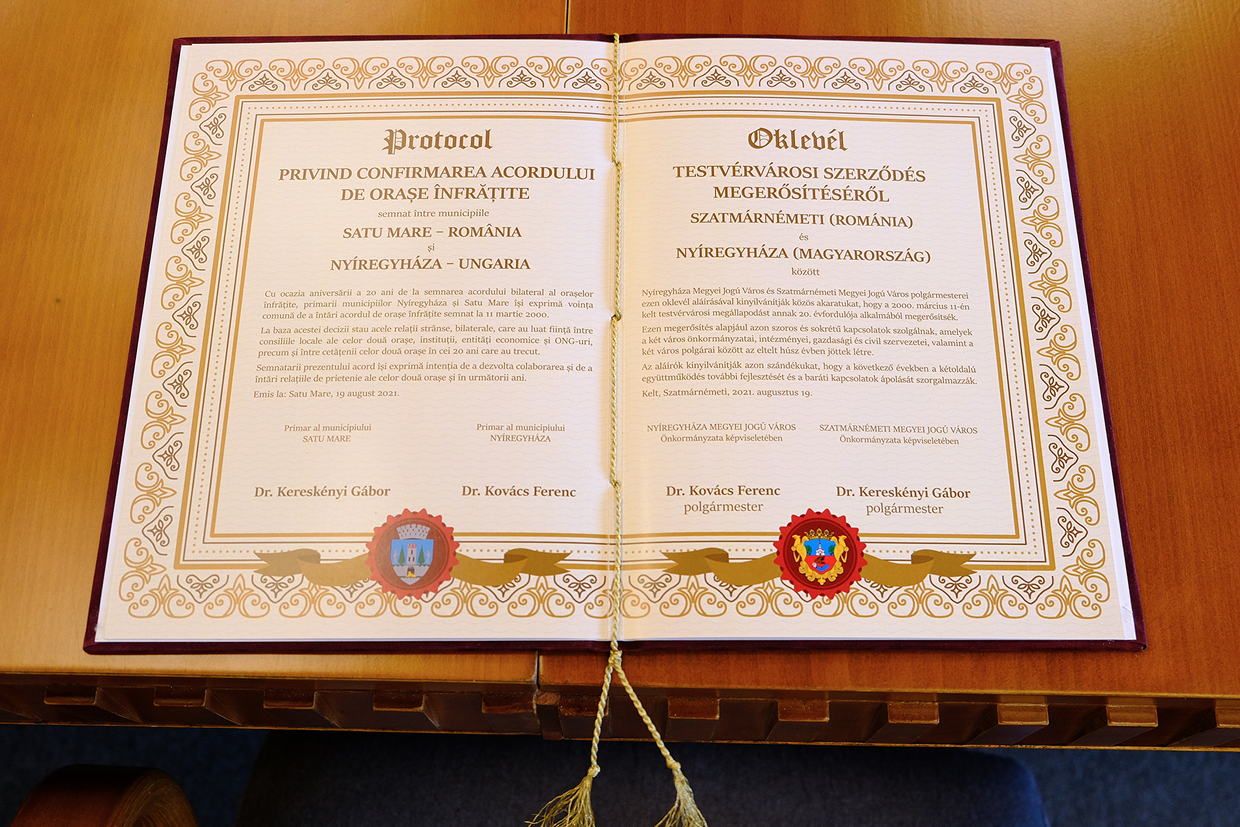 Protocol
PRIVIND CONFIRMAREA ACORDULUI
DE ORAȘE ÎNFRĂȚITE
semnat între municipiile
SATU MARE – ROMÂNIA
și
NYÍREGYHÁZA – UNGARIA
Cu ocazia aniversării a 20 ani de la semnarea acordului bilateral al orașelor
înfrățite, primarii municipiilor Nyíregyháza și Satu Mare își exprimă voința
comună de a întări acordul de orașe înfrățite semnat la 11 martie 2000.
La baza acestei decizii stau acele relații strânse, bilaterale, care au luat ființă între
consiliile locale ale celor două orașe, instituții, entități economice și ONG-uri,
precum și între cetățenii celor două orașe în cei 20 ani care au trecut.
Semnatarii prezentului acord își exprimă intenția de a dezvolta colaborarea și de a
întări relațiile de prietenie ale celor două orașe și în următorii ani.
Emis la: Satu Mare, 19 august 2021.
Primar al municipiului
SATU MARE
Primar al municipiului
NYÍREGYHÁZA
Dr. Kereskényi Gábor
Dr. Kovács Ferenc
Oklevél
TESTVÉRVÁROSI SZERZŐDÉS
MEGERŐSÍTÉSÉRŐL
SZATMÁRNÉMETI (ROMÁNIA)
és
NYÍREGYHÁZA (MAGYARORSZÁG)
között
Nyíregyháza Megyei Jogú Város és Szatmárnémeti Megyei Jogú Város polgármesterei
ezen oklevél aláírásával kinyilvánítják közös akaratukat, hogy a 2000. március 11-én
kelt testvérvárosi megállapodást annak 20. évfordulója alkalmából megerősítsék.
Ezen megerősítés alapjául azon szoros és sokrétű kapcsolatok szolgálnak, amelyek
a két város önkormányzatai, intézményei, gazdasági és civil szervezetei, valamint a
két város polgárai között az eltelt húsz évben jöttek létre.
Az aláírók kinyilvánítják azon szándékukat, hogy a következő években a kétoldalú
együttműködés további fejlesztését és a baráti kapcsolatok ápolását szorgalmazzák.
Kelt, Szatmárnémeti, 2021. augusztus 19.
NYÍREGYHÁZA MEGYEI JOGÚ VÁROS
Önkormányzata képviseletében
SZATMÁRNÉMETI MEGYEI JOGÚ VÁROS
Önkormányzata képviseletében
Dr. Kovács Ferenc
polgármester
Dr. Kereskényi Gábor
polgármester